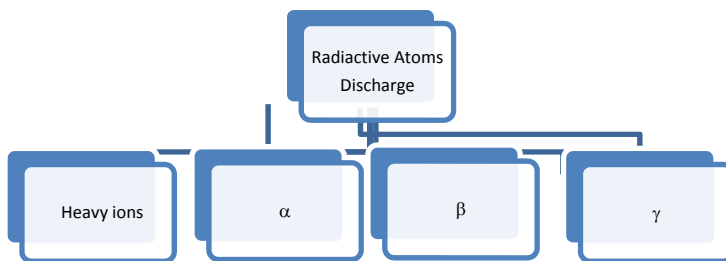 Radiactive Atoms
Discharge
Heavy ions
α
β
γ